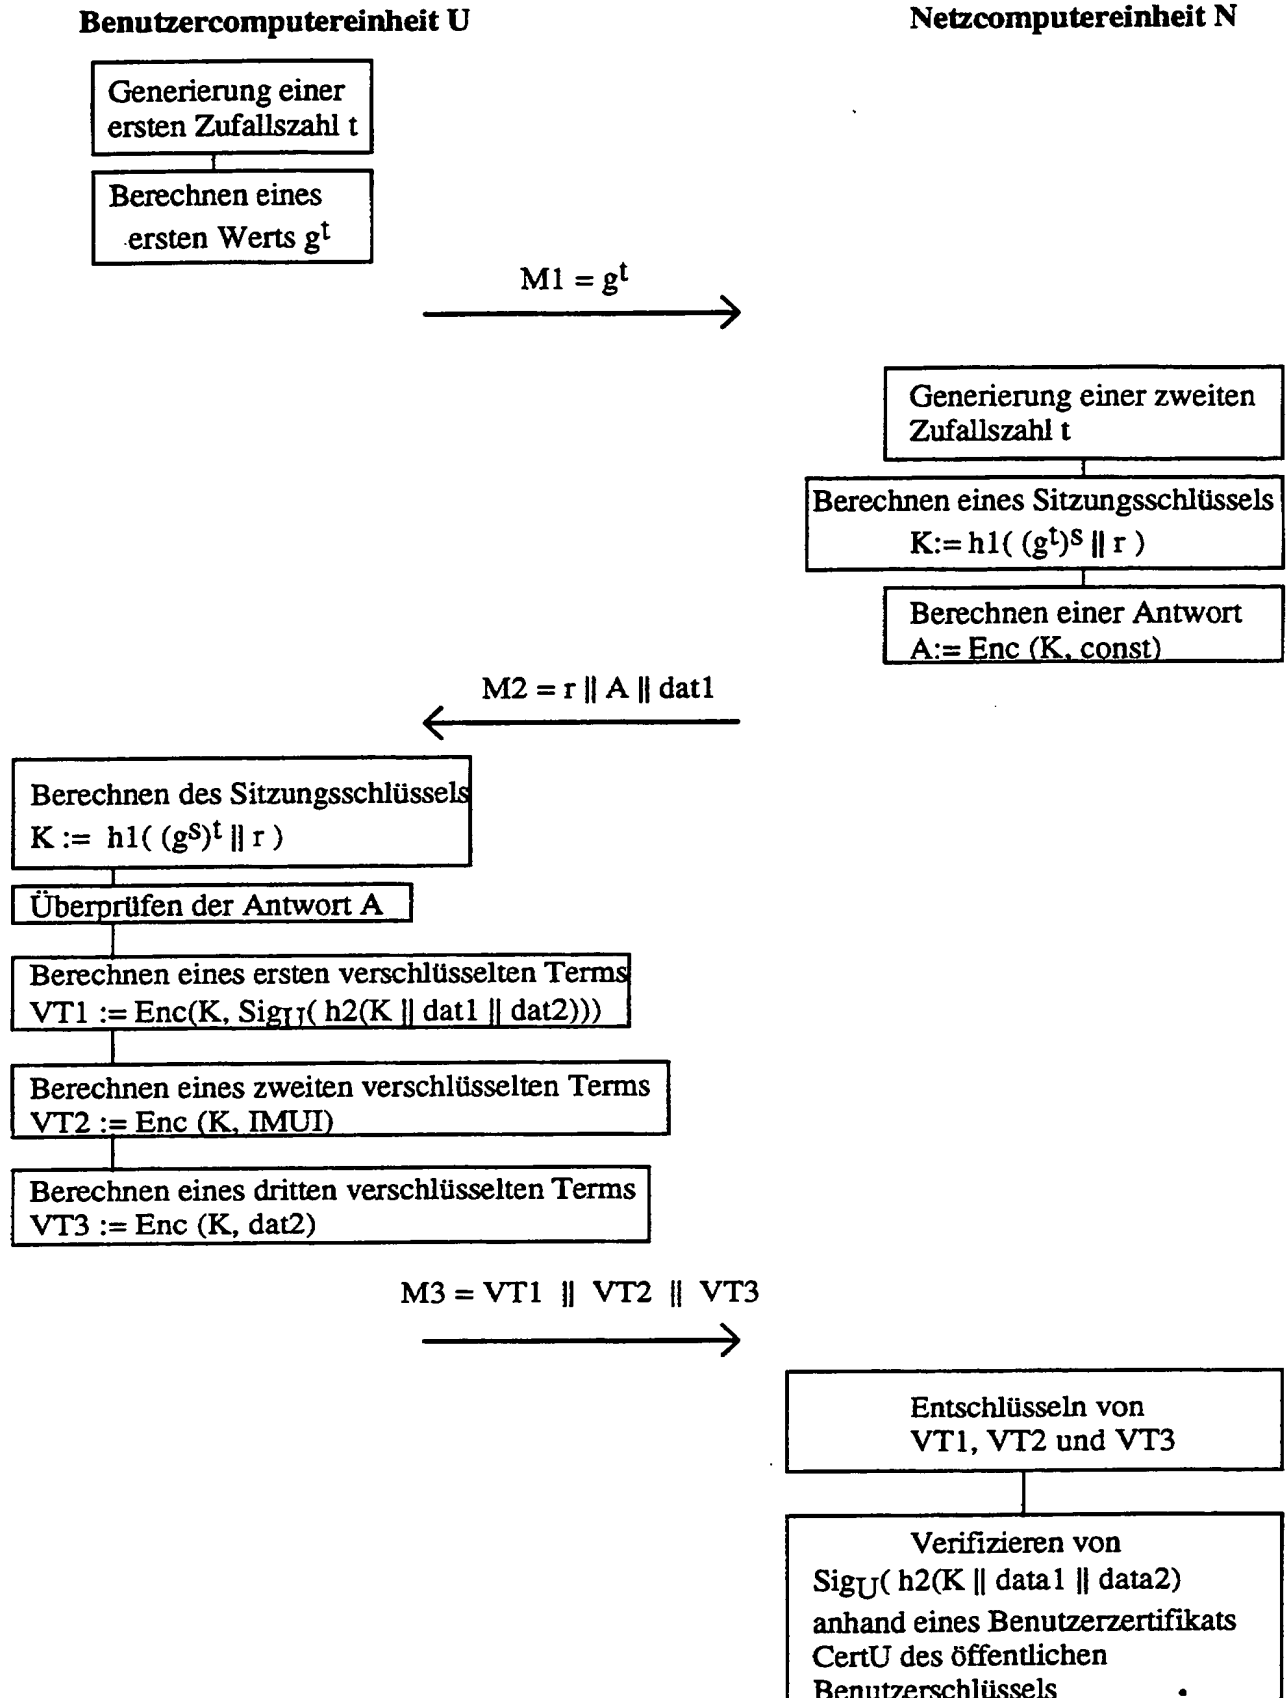 Benutzercomputereinheit U
Netzcomputereinheit N
Generierung einer
ersten Zufallszahl t
Berechnen eines
ersten Werts g^t
M1 = g^t
Generierung einer zweiten
Zufallszahl t
Berechnen eines Sitzungsschlüssels
K:= h1( (g^t)^s || r )
Berechnen einer Antwort
A:= Enc (K, const)
M2 = r || A || dat1
Berechnen des Sitzungsschlüssels
K := h1( (g^s)^t || r )
Überprüfen der Antwort A
Berechnen eines ersten verschlüsselten Terms
VT1 := Enc(K, Sig_U( h2(K || dat1 || dat2)))
Berechnen eines zweiten verschlüsselten Terms
VT2 := Enc (K, IMUI)
Berechnen eines dritten verschlüsselten Terms
VT3 := Enc (K, dat2)
M3 = VT1 || VT2 || VT3
Entschlüsseln von
VT1, VT2 und VT3
Verifizieren von
Sig_U( h2(K || data1 || data2)
anhand eines Benutzerzertifikats
CertU des öffentlichen
Benutzerschlüssels